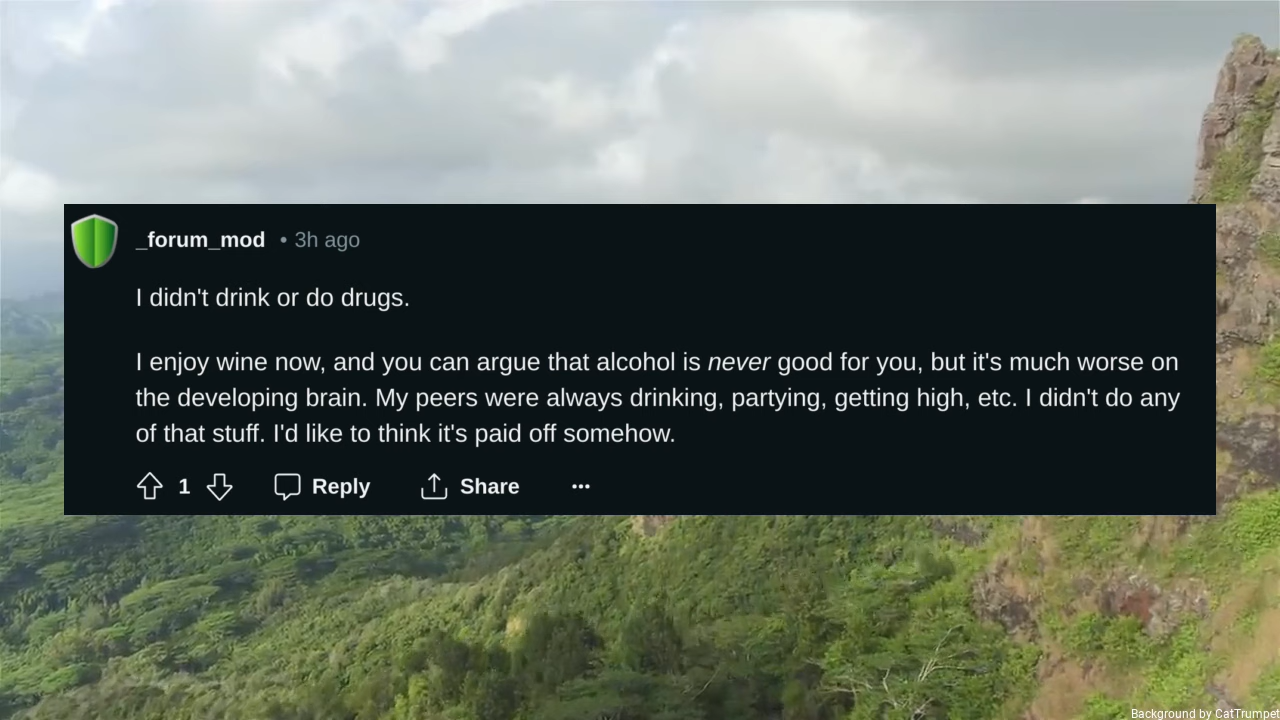 _forum_mod • 3h ago
I didn't drink or do drugs.
I enjoy wine now, and you can argue that alcohol is never good for you, but it's much worse on
the developing brain. My peers were always drinking, partying, getting high, etc. I didn't do any
of that stuff. I'd like to think it's paid off somehow.
1 Reply Share ...
Background by CatTrumpet